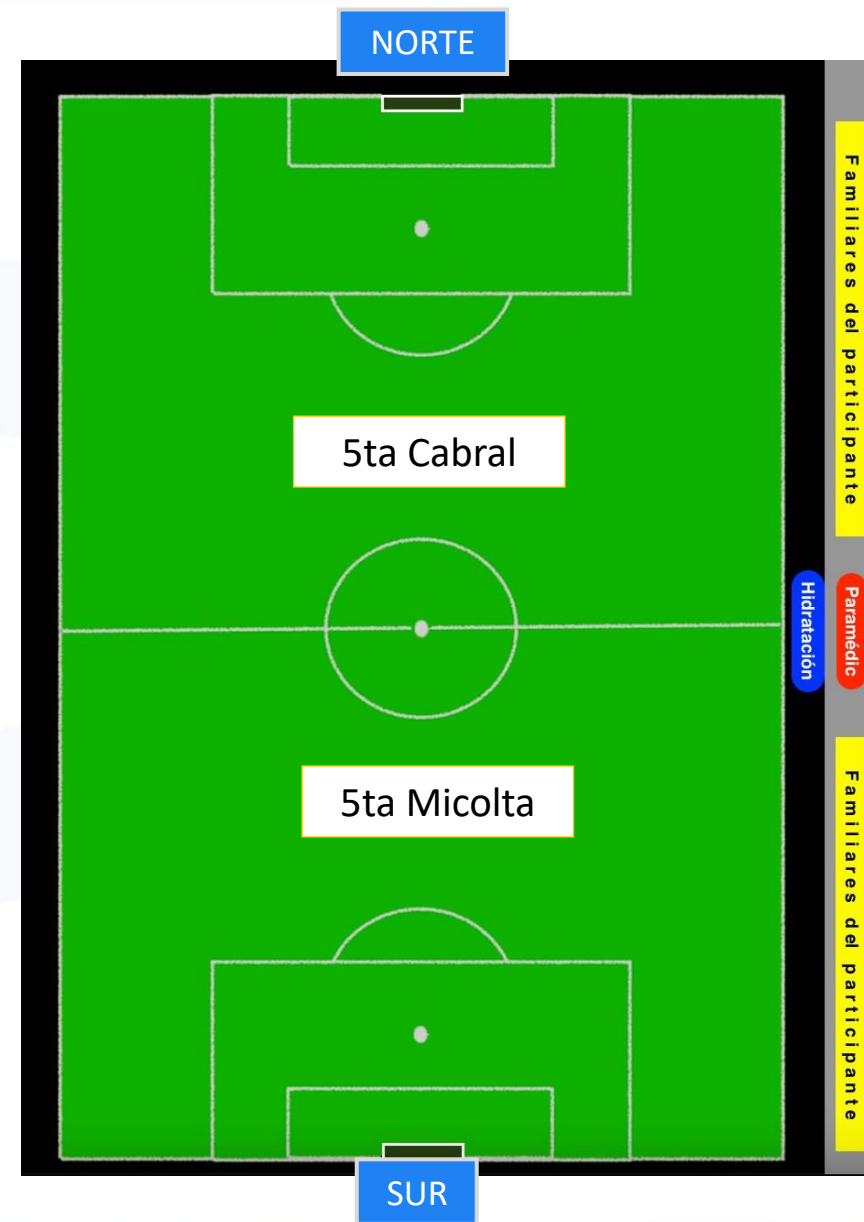 NORTE
Familiares del participante
5ta Cabral
Hidratación
Paramédic
5ta Micolta
Familiares del participante
SUR